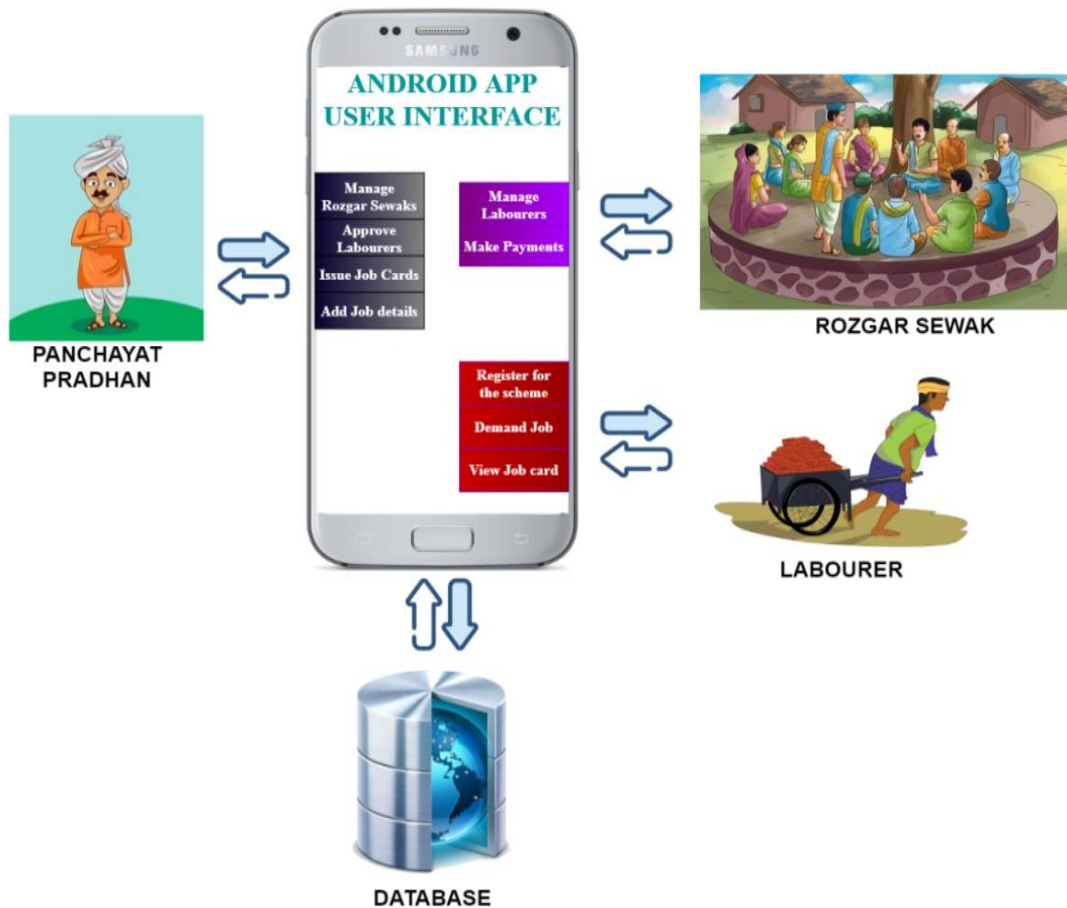 SAMSUNG
ANDROID APP
USER INTERFACE
Manage
Rozgar Sewaks
Approve
Labourers
Issue Job Cards
Add Job details
Manage
Labourers
Make Payments
Register for
the scheme
Demand Job
View Job card
PANCHAYAT
PRADHAN
ROZGAR SEWAK
LABOURER
DATABASE